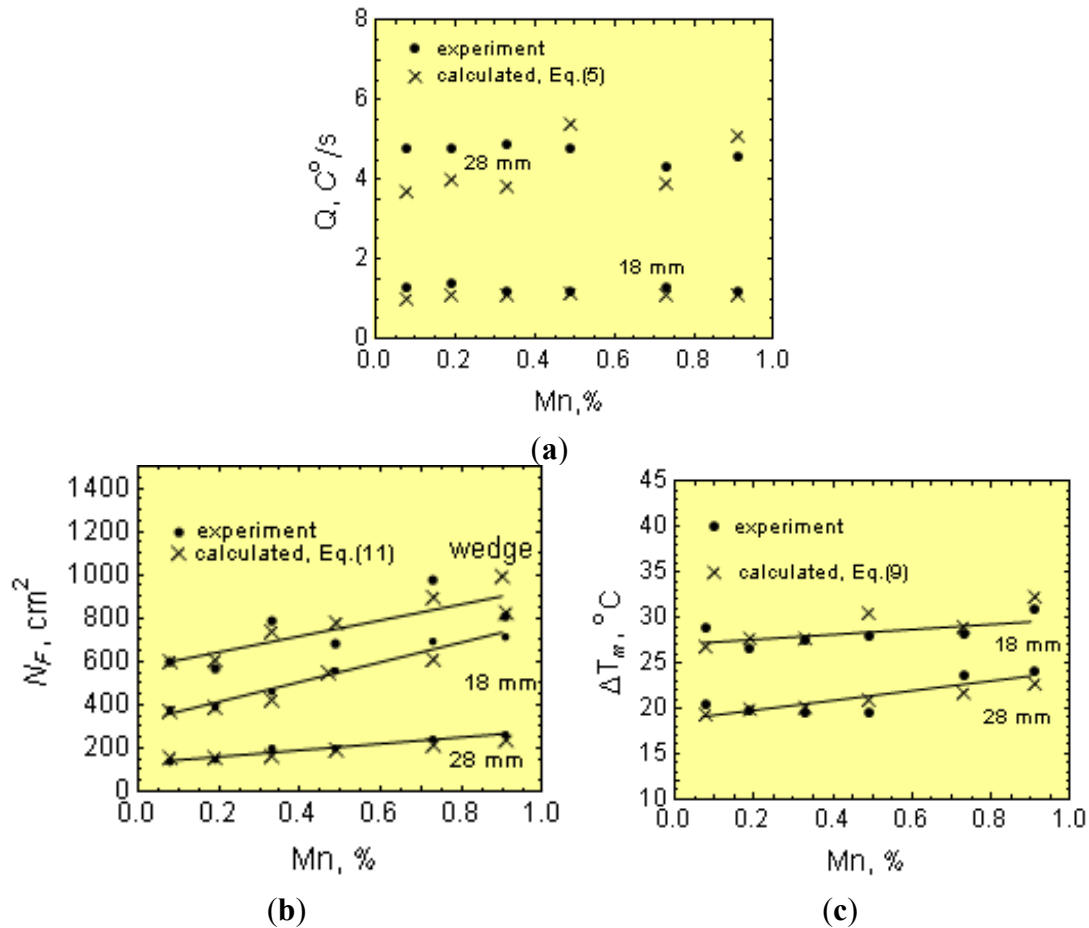 8
● experiment
× calculated, Eq.(5)
6
28 mm
4
Q, C°/s
2
18 mm
0
0.0 0.2 0.4 0.6 0.8 1.0
Mn,%
(a)
1400
● experiment
1200
× calculated, Eq.(11)
wedge
1000
N_F, cm²
800
600
18 mm
400
200
28 mm
0
0.0 0.2 0.4 0.6 0.8 1.0
Mn, %
(b)
45
● experiment
40
× calculated, Eq.(9)
35
30
ΔT_m, °C
18 mm
25
20
28 mm
15
10
0.0 0.2 0.4 0.6 0.8 1.0
Mn, %
(c)